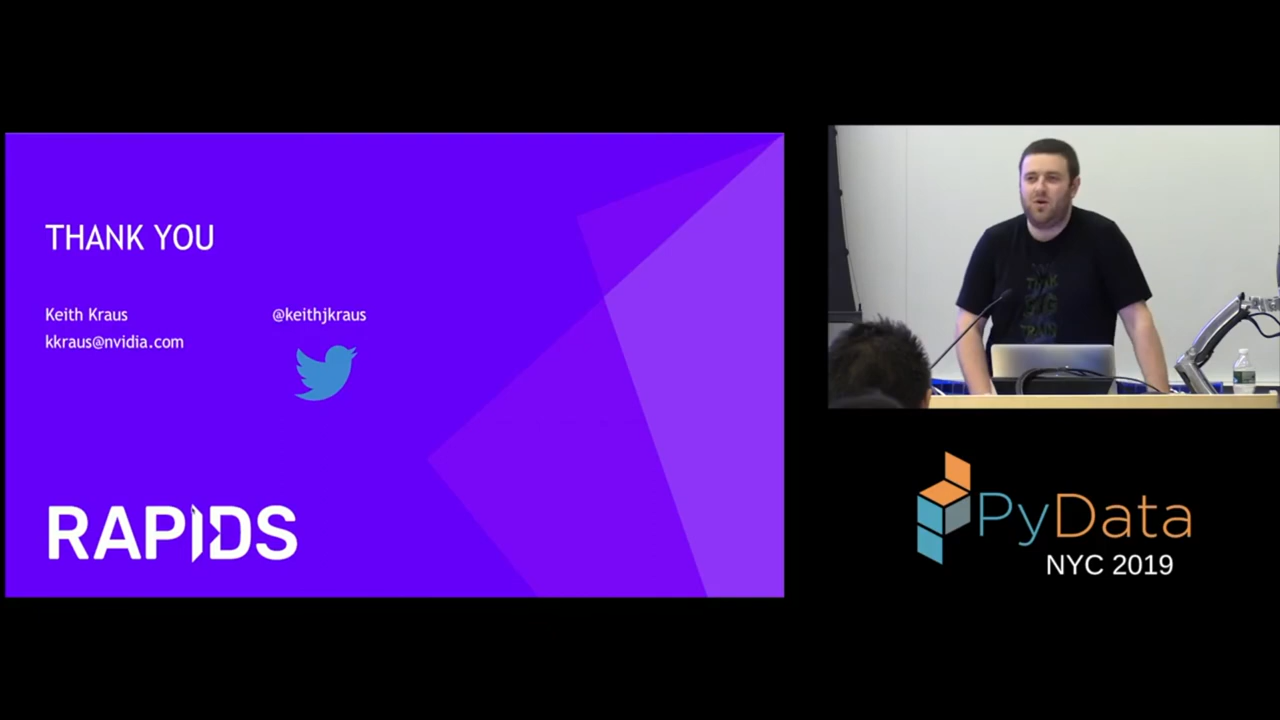 THANK YOU
Keith Kraus
@keithjkraus
kkraus@nvidia.com
RAPIDS
PyData
NYC 2019